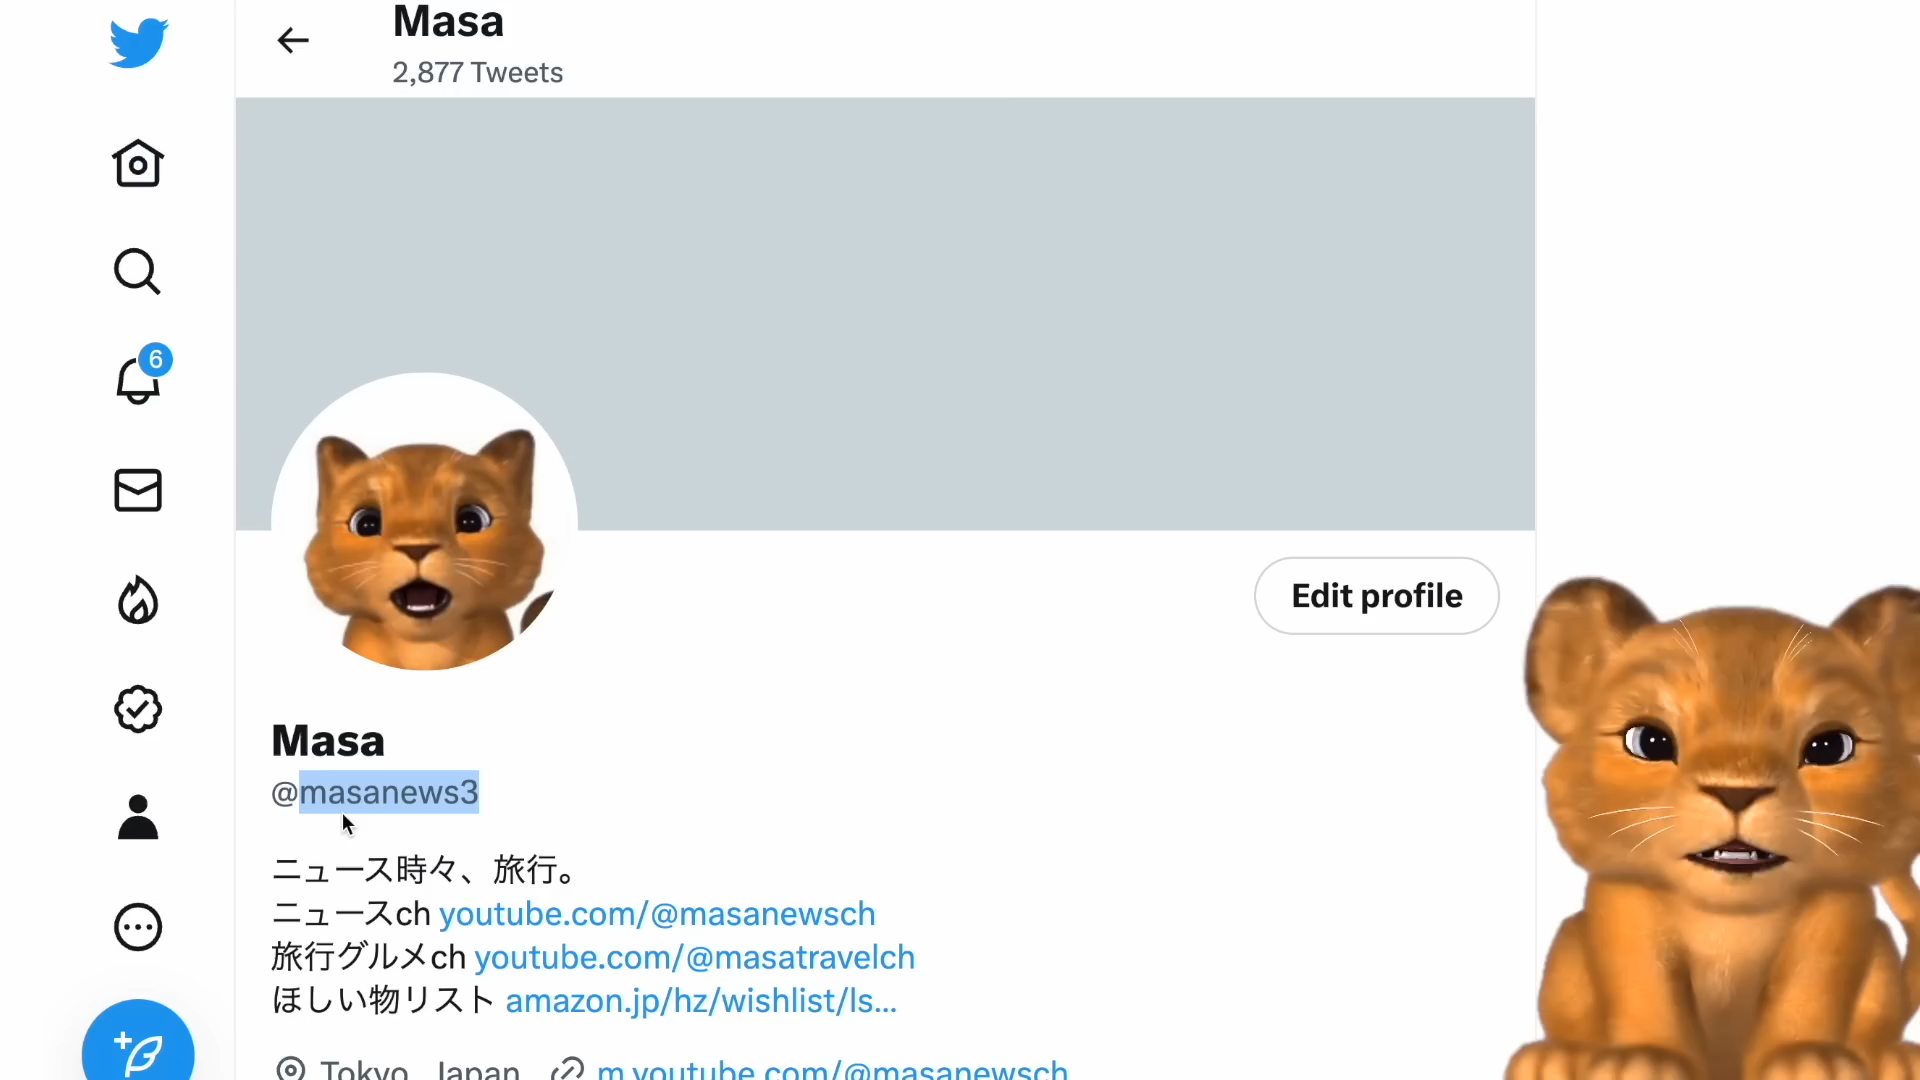 Masa
2,877 Tweets
6
Edit profile
Masa
@masanews3
ニュース時々、旅行。
ニュースch youtube.com/@masanewsch
旅行グルメch youtube.com/@masatravelch
ほしい物リスト amazon.jp/hz/wishlist/ls...
Tokyo, Japan m.youtube.com/@masanewsch